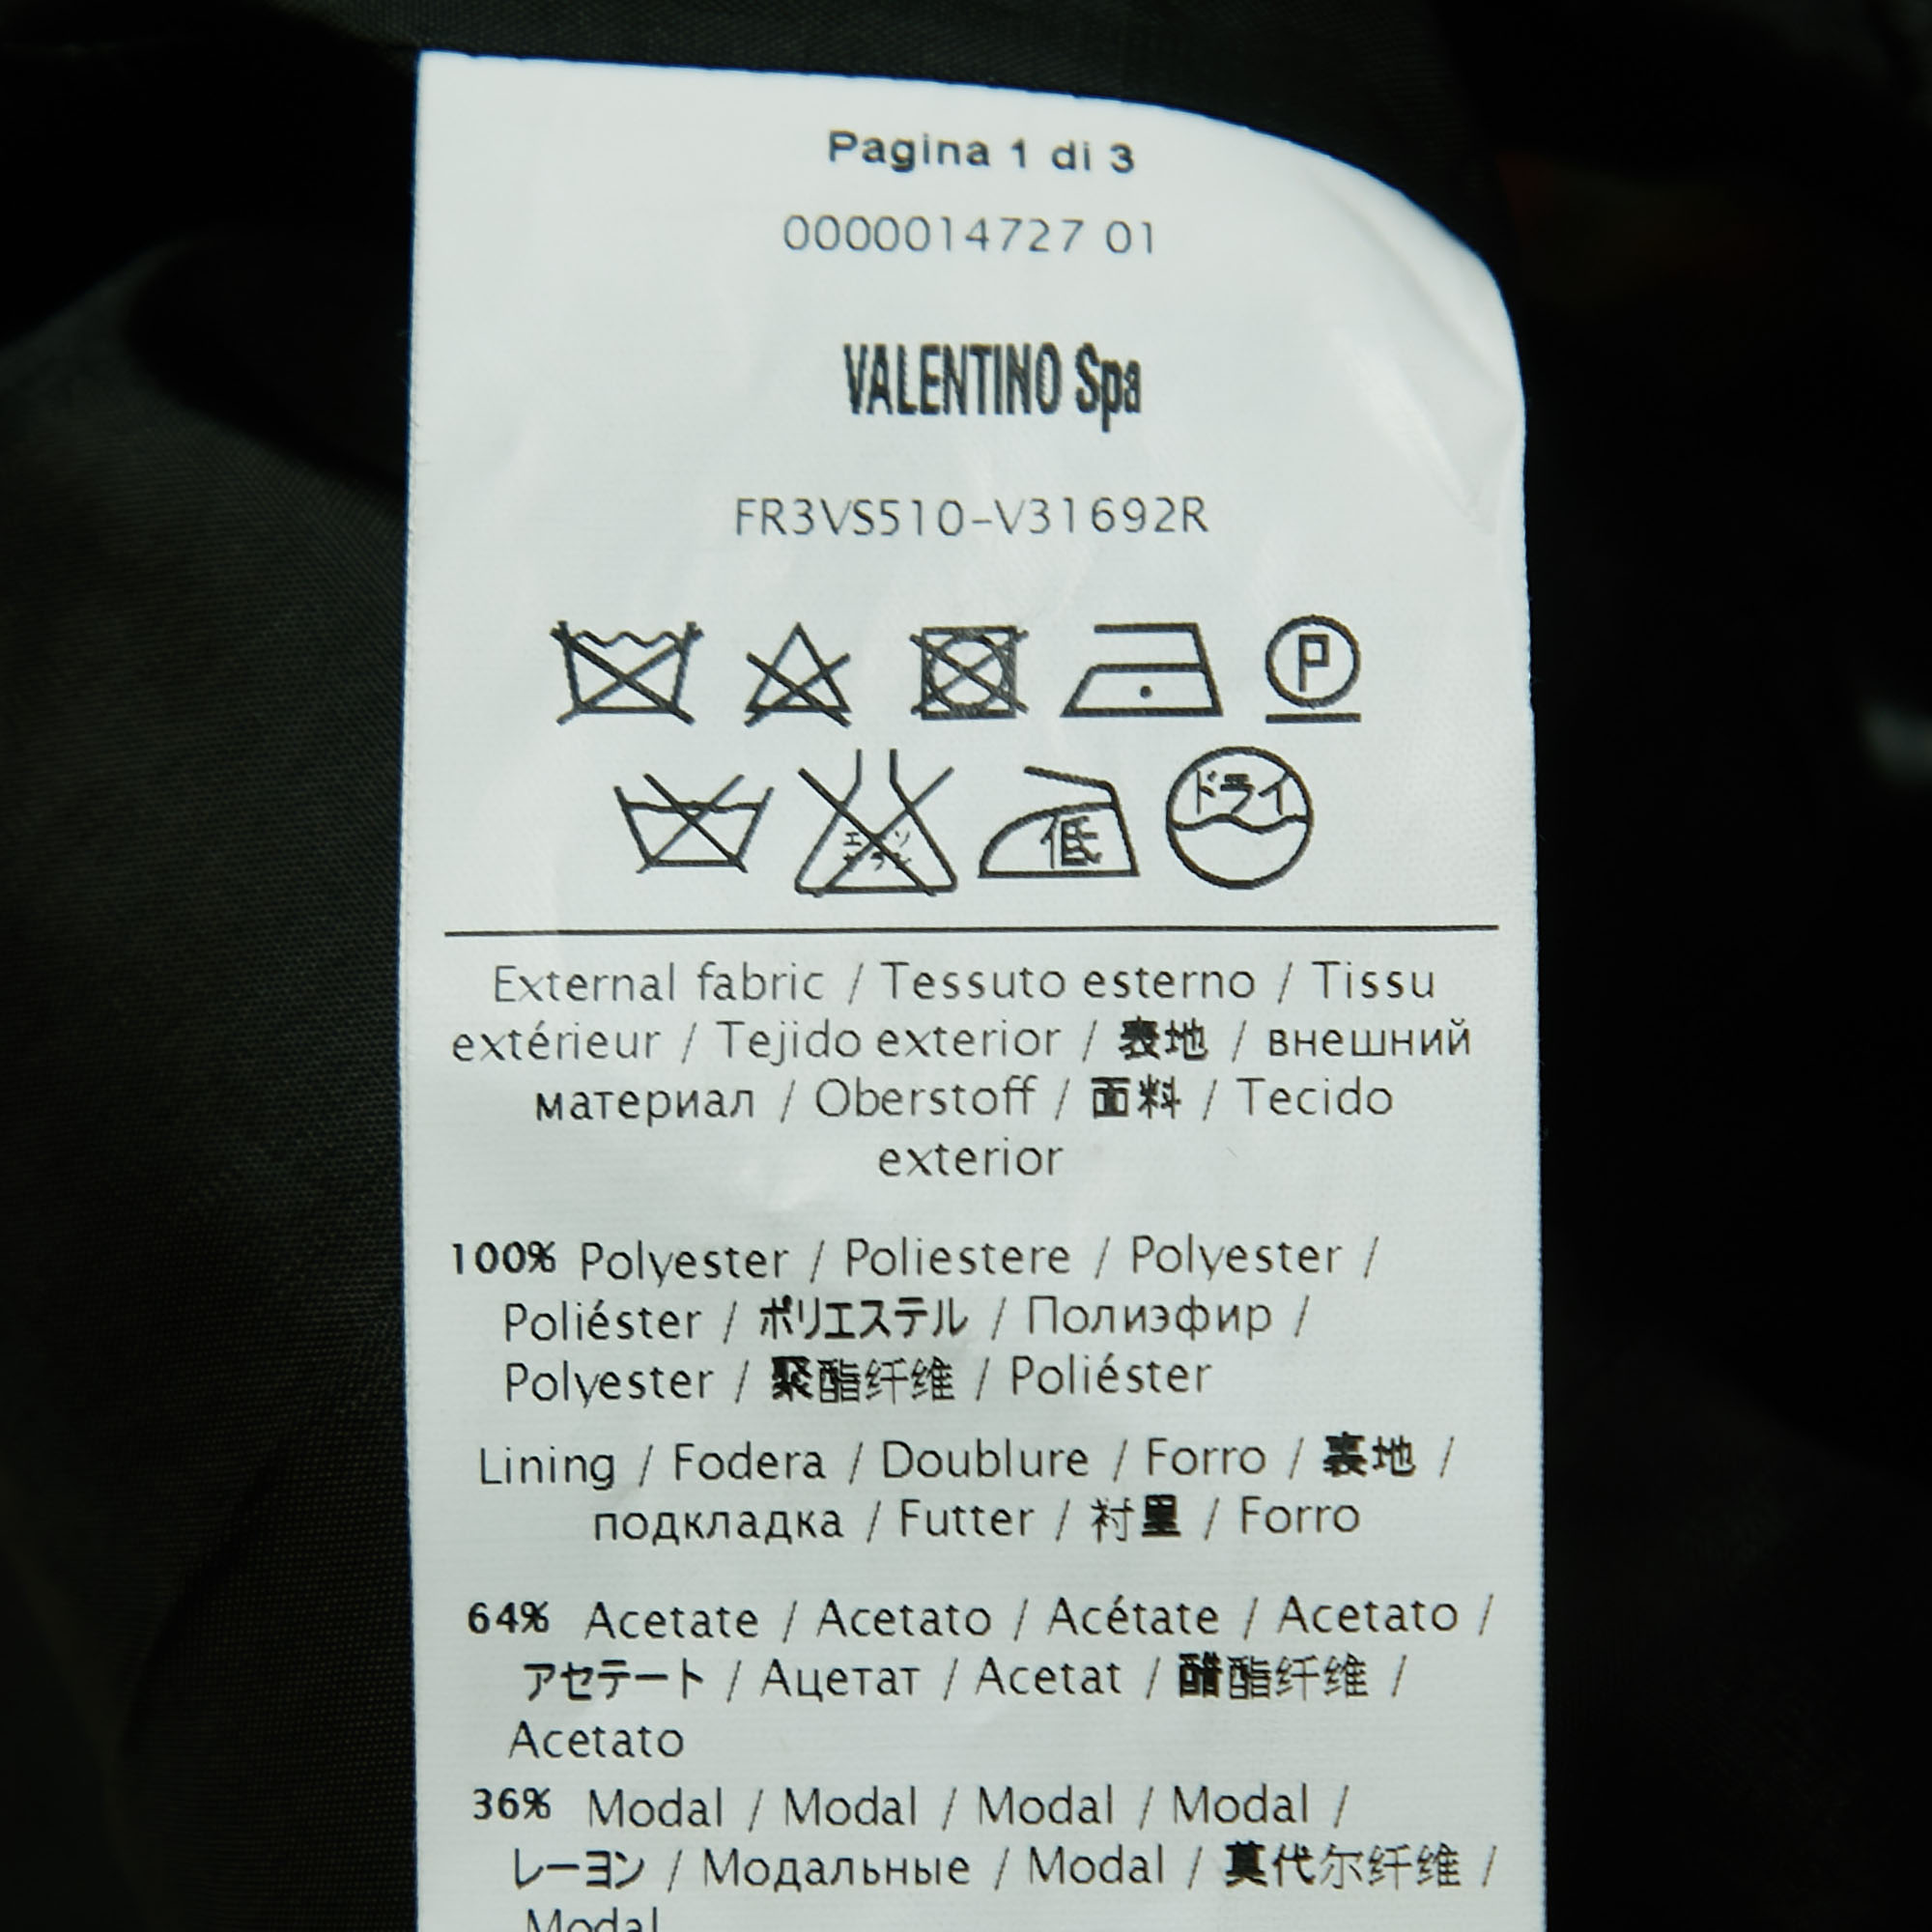 Pagina 1 di 3
0000014727 01
VALENTINO Spa
FR3VS510-V31692R
P
ドライ
低
External fabric / Tessuto esterno / Tissu
extérieur / Tejido exterior / 表地 / внешний
материал / Oberstoff / 面料 / Tecido
exterior
100% Polyester / Poliestere / Polyester /
Poliéster / ポリエステル / Полиэфир /
Polyester / 聚酯纤维 / Poliéster
Lining / Fodera / Doublure / Forro / 裏地 /
подкладка / Futter / 衬里 / Forro
64% Acetate / Acetato / Acétate / Acetato /
アセテート / Ацетат / Acetat / 醋酯纤维 /
Acetato
36% Modal / Modal / Modal / Modal /
レーヨン / Модальные / Modal / 莫代尔纤维 /
Modal